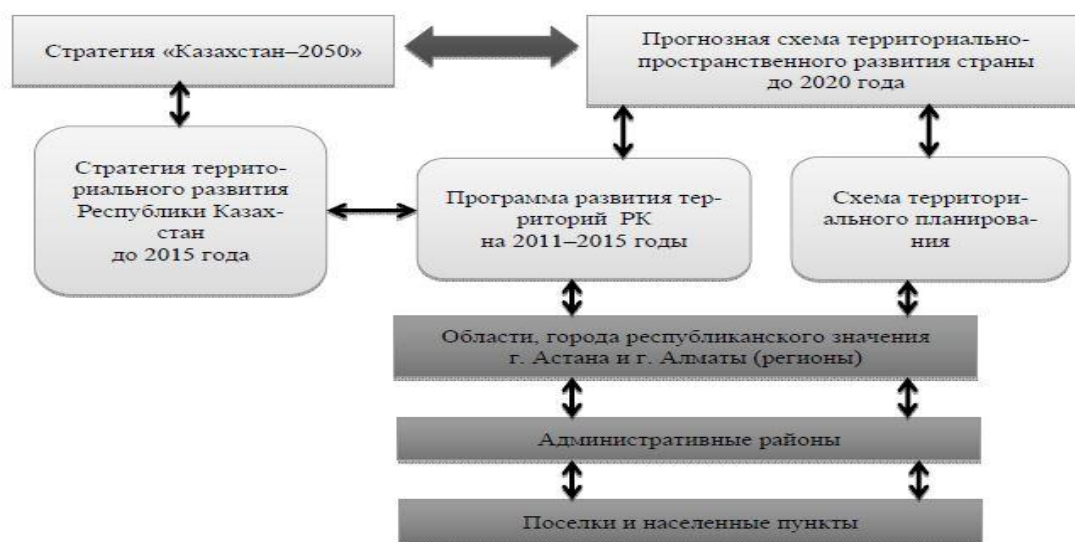 Стратегия «Казахстан–2050»
Прогнозная схема территориально-
пространственного развития страны
до 2020 года
Стратегия террито-
риального развития
Республики Казах-
стан
до 2015 года
Программа развития тер-
риторий РК
на 2011–2015 годы
Схема территори-
ального планирова-
ния
Области, города республиканского значения
г. Астана и г. Алматы (регионы)
Административные районы
Поселки и населенные пункты